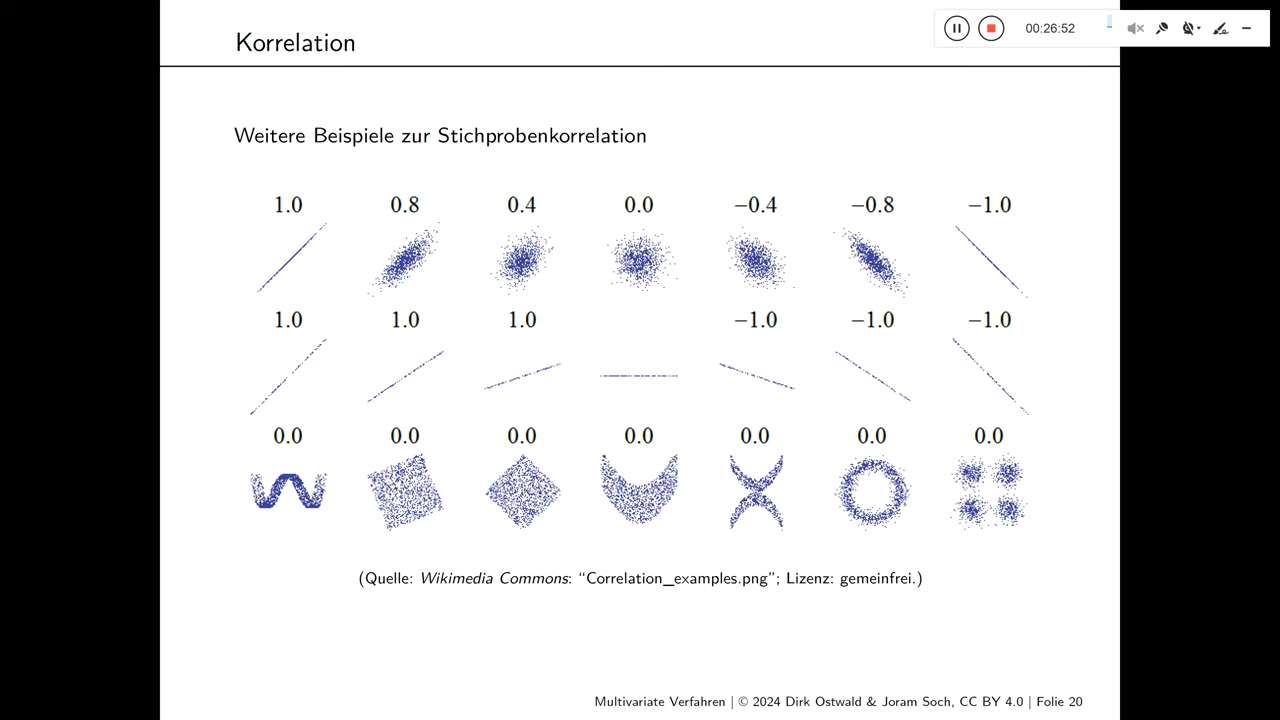 00:26:52
Korrelation
Weitere Beispiele zur Stichprobenkorrelation
1.0 0.8 0.4 0.0 −0.4 −0.8 −1.0
1.0 1.0 1.0 −1.0 −1.0 −1.0
0.0 0.0 0.0 0.0 0.0 0.0 0.0
(Quelle: Wikimedia Commons: “Correlation_examples.png”; Lizenz: gemeinfrei.)
Multivariate Verfahren | © 2024 Dirk Ostwald & Joram Soch, CC BY 4.0 | Folie 20